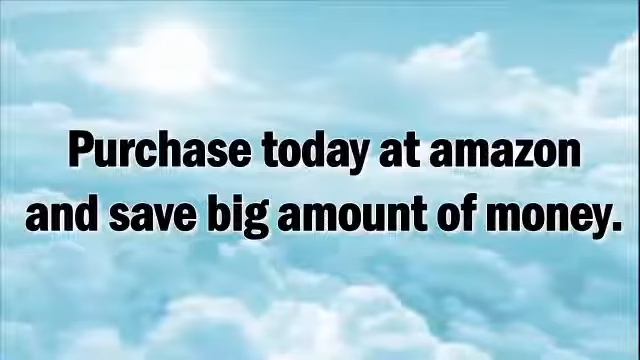 Purchase today at amazon
and save big amount of money.